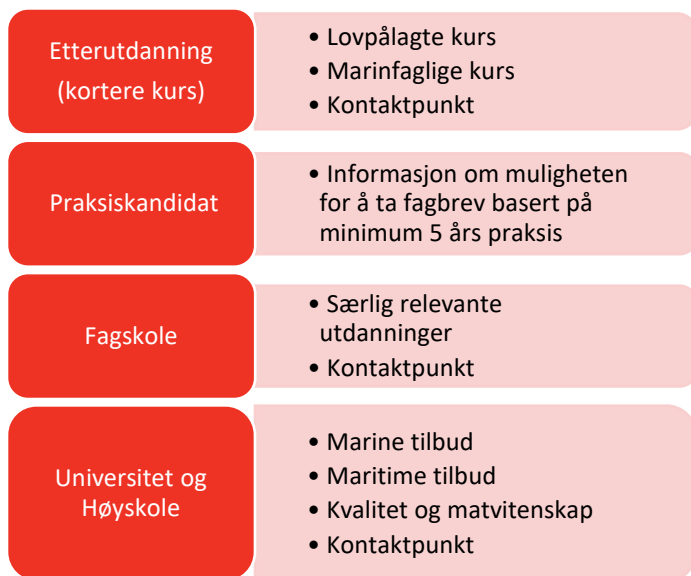 Etterutdanning
(kortere kurs)
• Lovpålagte kurs
• Marinfaglige kurs
• Kontaktpunkt
Praksiskandidat
• Informasjon om muligheten
for å ta fagbrev basert på
minimum 5 års praksis
Fagskole
• Særlig relevante
utdanninger
• Kontaktpunkt
Universitet og
Høyskole
• Marine tilbud
• Maritime tilbud
• Kvalitet og matvitenskap
• Kontaktpunkt